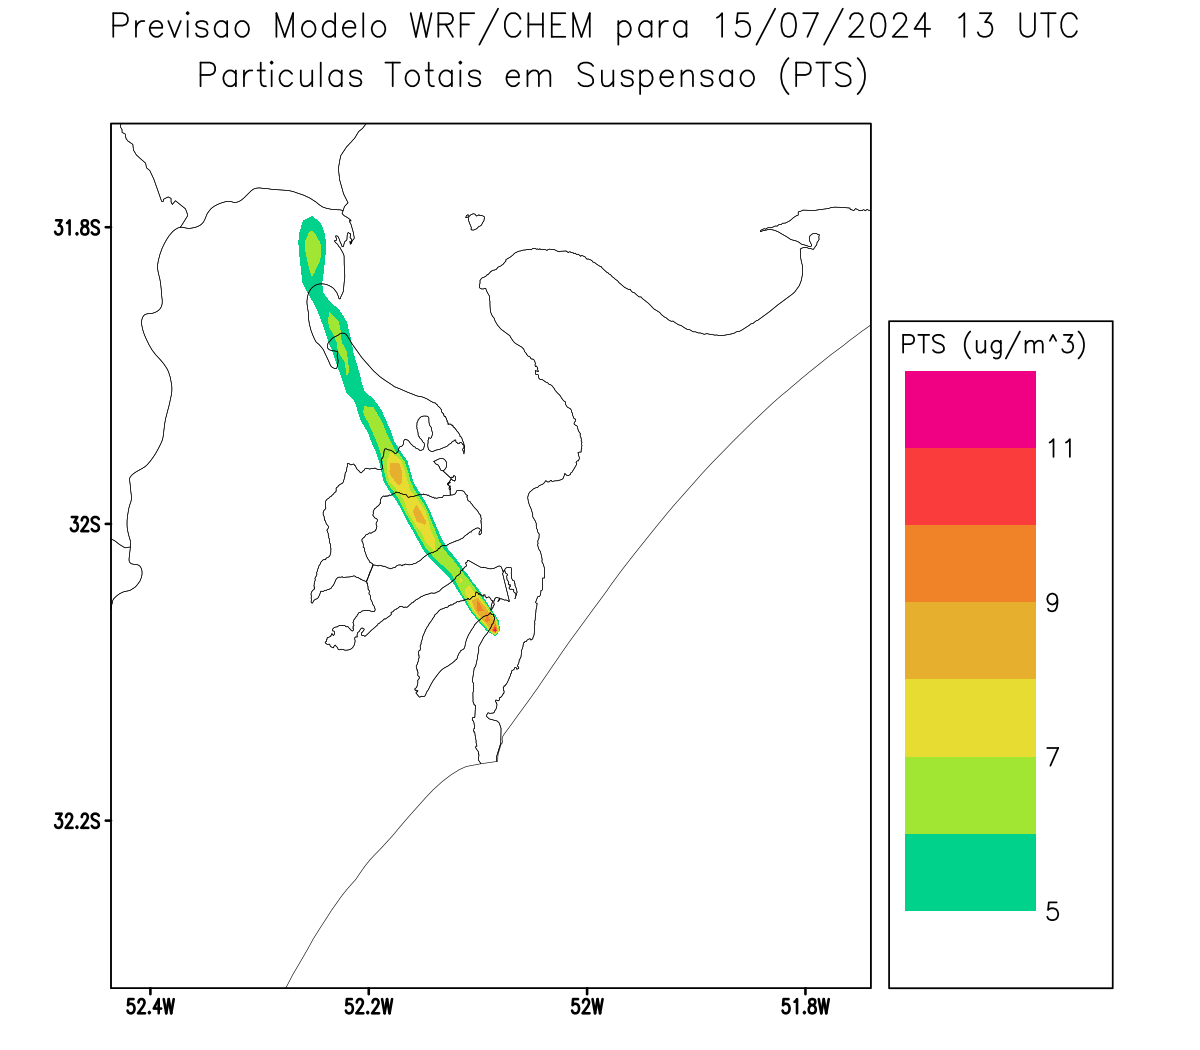 Previsao Modelo WRF/CHEM para 15/07/2024 13 UTC
Particulas Totais em Suspensao (PTS)
31.8S
32S
32.2S
52.4W
52.2W
52W
51.8W
PTS (ug/m^3)
11
9
7
5